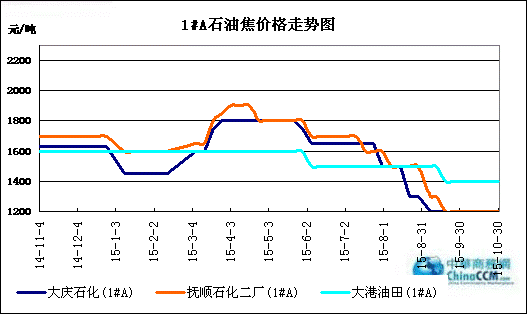 1#A石油焦价格走势图
元/吨
2200
2000
1800
1600
1400
1200
14-11-4
14-12-4
15-1-3
15-2-2
15-3-4
15-4-3
15-5-3
15-6-2
15-7-2
15-8-1
15-8-31
15-9-30
15-10-30
中华商务网
ChinaCCM.com
大庆石化(1#A)
抚顺石化二厂(1#A)
大港油田(1#A)